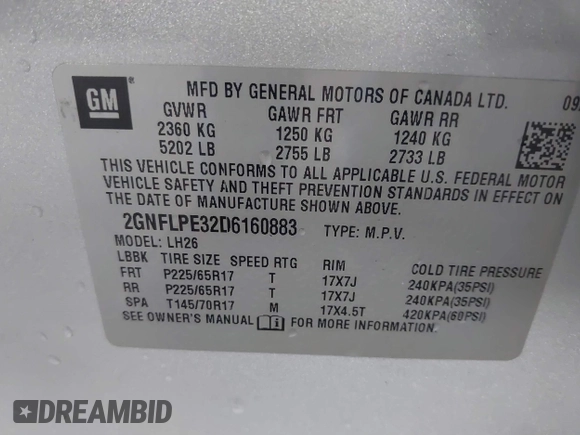 GM
MFD BY GENERAL MOTORS OF CANADA LTD. 09
GVWR GAWR FRT GAWR RR
2360 KG 1250 KG 1240 KG
5202 LB 2755 LB 2733 LB
THIS VEHICLE CONFORMS TO ALL APPLICABLE U.S. FEDERAL MOTOR
VEHICLE SAFETY AND THEFT PREVENTION STANDARDS IN EFFECT ON
THE DATE OF MANUFACTURE SHOWN ABOVE.
2GNFLPE32D6160883 TYPE: M.P.V.
MODEL: LH26
LBBK TIRE SIZE SPEED RTG RIM COLD TIRE PRESSURE
FRT P225/65R17 T 17X7J 240KPA(35PSI)
RR P225/65R17 T 17X7J 240KPA(35PSI)
SPA T145/70R17 M 17X4.5T 420KPA(60PSI)
SEE OWNER'S MANUAL FOR MORE INFORMATION.
DREAMBID